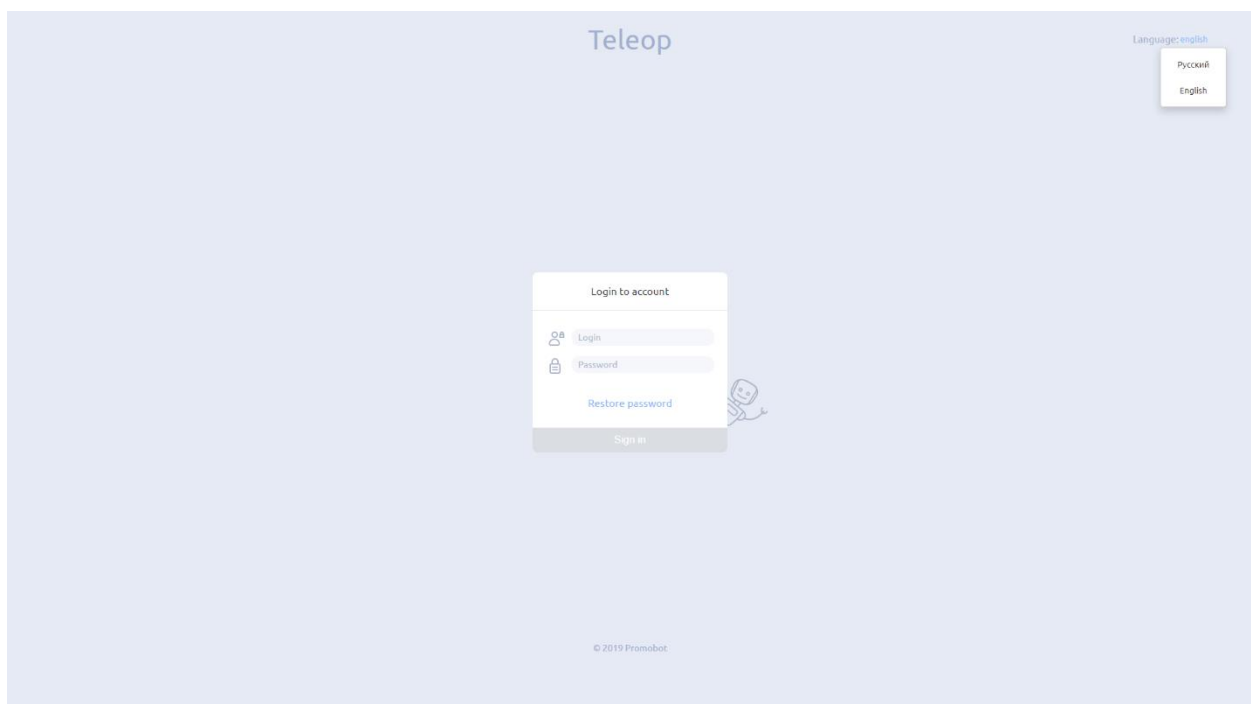 Teleop
Language: english
Русский
English
Login to account
Login
Password
Restore password
Sign in
© 2019 Promobot